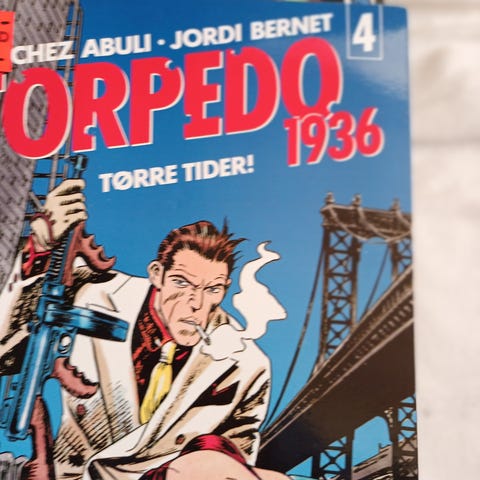 CHEZ ABULI · JORDI BERNET 4
ORPEDO
1936
TØRRE TIDER!